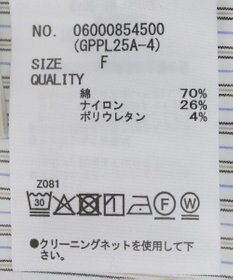 NO. 06000854500
(GPPL25A-4)
SIZE F
QUALITY
綿 70%
ナイロン 26%
ポリウレタン 4%
Z081
30
F
W
●クリーニングネットを使用して
下さい。